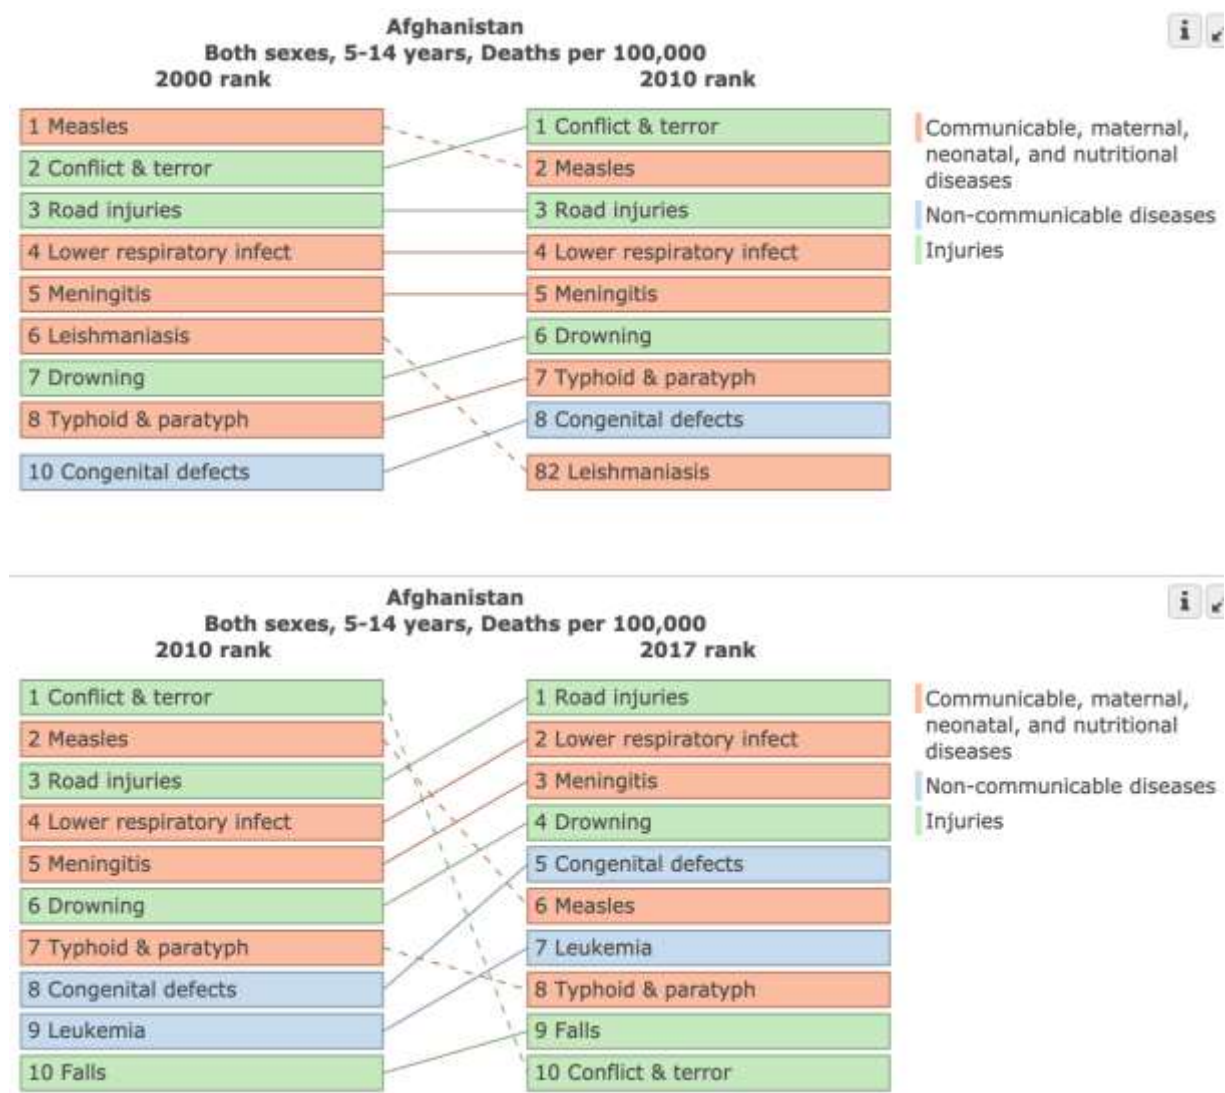 Afghanistan
Both sexes, 5-14 years, Deaths per 100,000
2000 rank
2010 rank
1 Measles
1 Conflict & terror
2 Conflict & terror
2 Measles
3 Road injuries
3 Road injuries
4 Lower respiratory infect
4 Lower respiratory infect
5 Meningitis
5 Meningitis
6 Leishmaniasis
6 Drowning
7 Drowning
7 Typhoid & paratyph
8 Typhoid & paratyph
8 Congenital defects
10 Congenital defects
82 Leishmaniasis
Communicable, maternal,
neonatal, and nutritional
diseases
Non-communicable diseases
Injuries
i
Afghanistan
Both sexes, 5-14 years, Deaths per 100,000
2010 rank
2017 rank
1 Conflict & terror
1 Road injuries
2 Measles
2 Lower respiratory infect
3 Road injuries
3 Meningitis
4 Lower respiratory infect
4 Drowning
5 Meningitis
5 Congenital defects
6 Drowning
6 Measles
7 Typhoid & paratyph
7 Leukemia
8 Congenital defects
8 Typhoid & paratyph
9 Leukemia
9 Falls
10 Falls
10 Conflict & terror
Communicable, maternal,
neonatal, and nutritional
diseases
Non-communicable diseases
Injuries
i